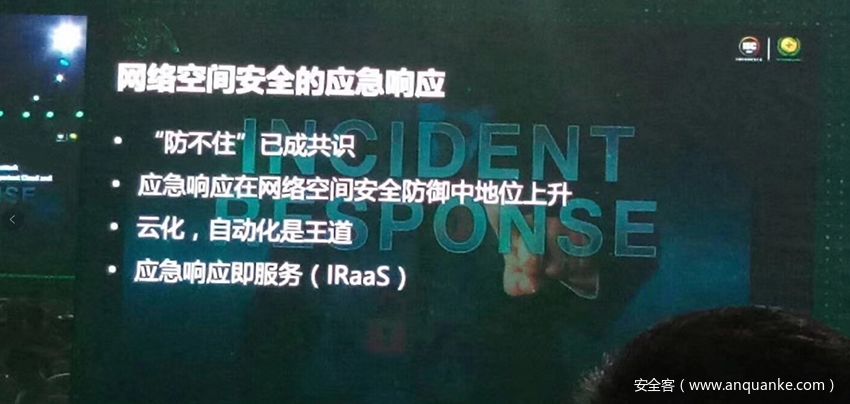 网络空间安全的应急响应
INCIDENT
RESPONSE
• “防不住”已成共识
• 应急响应在网络空间安全防御中地位上升
• 云化，自动化是王道
• 应急响应即服务（IRaaS）
安全客（www.anquanke.com）